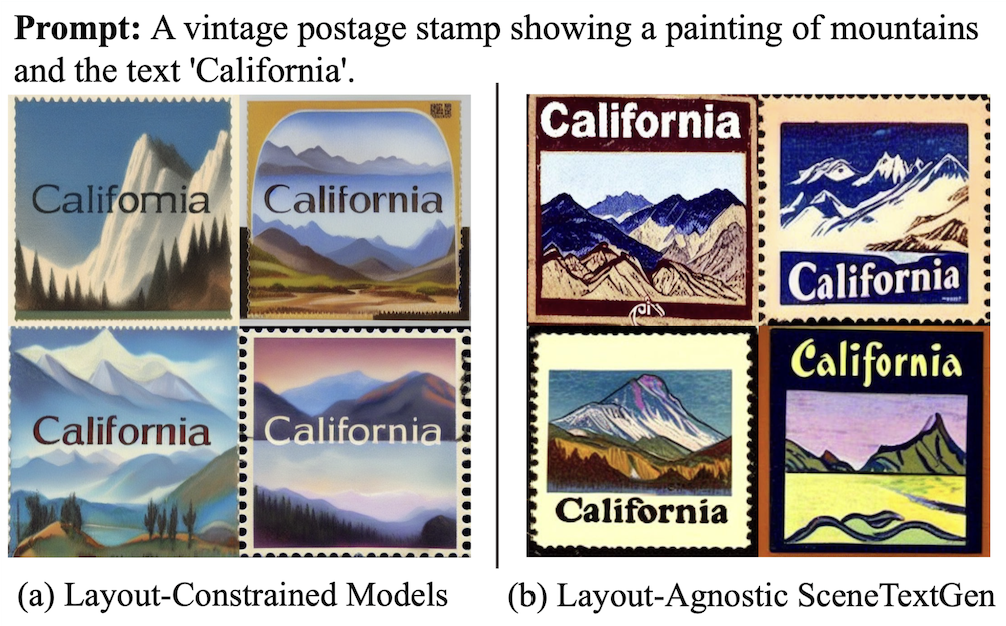 Prompt: A vintage postage stamp showing a painting of mountains
and the text 'California'.
Califomia
California
California
California
(a) Layout-Constrained Models
California
California
California
California
(b) Layout-Agnostic SceneTextGen